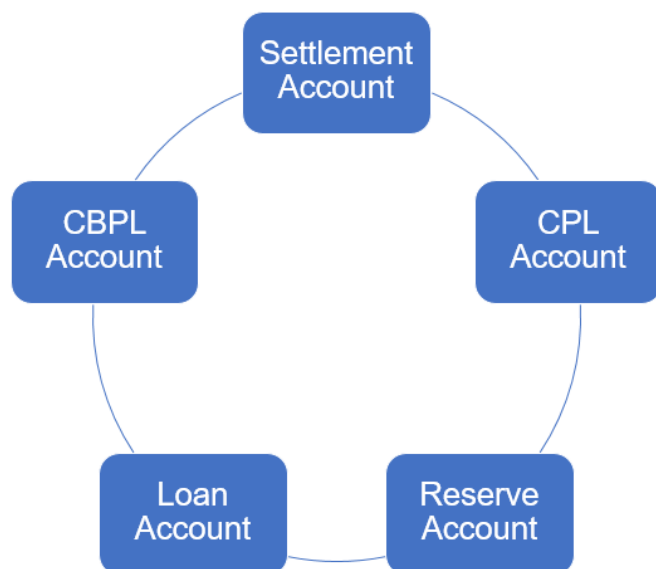 Settlement
Account
CBPL
Account
CPL
Account
Loan
Account
Reserve
Account